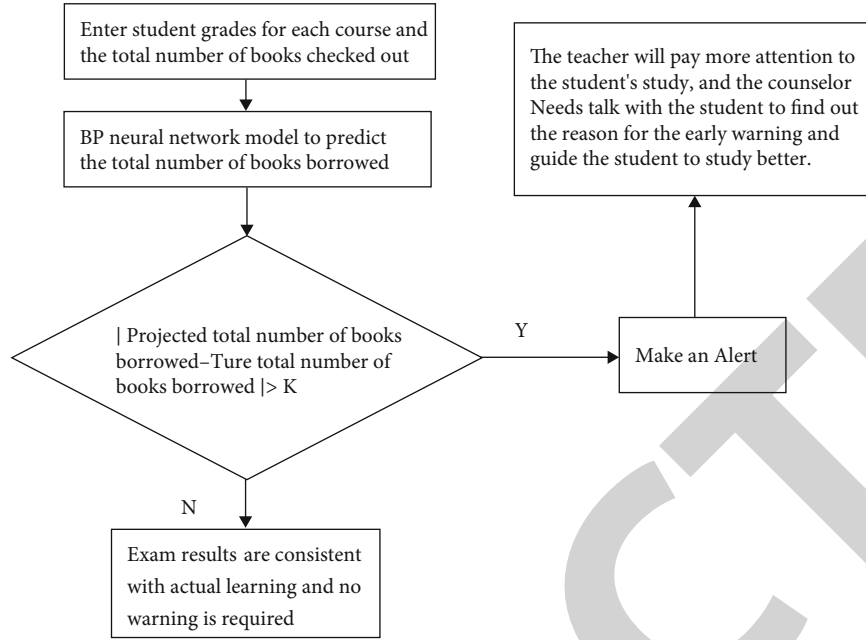 Enter student grades for each course and
the total number of books checked out
BP neural network model to predict
the total number of books borrowed
| Projected total number of books
borrowed–Ture total number of
books borrowed |> K
Y
Make an Alert
The teacher will pay more attention to
the student's study, and the counselor
Needs talk with the student to find out
the reason for the early warning and
guide the student to study better.
N
Exam results are consistent
with actual learning and no
warning is required